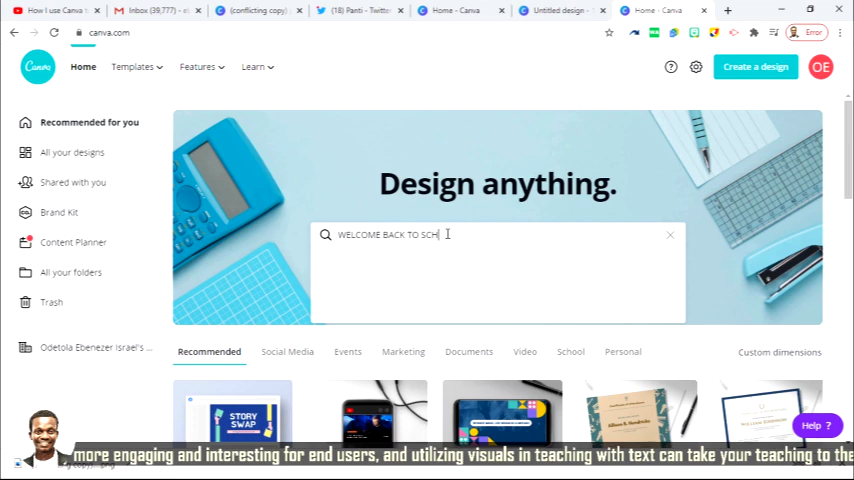 How I use Canva t
Inbox (39,777) - e
(conflicting copy) p
(18) Panti - Twitte
Home - Canva
Untitled design - 1
Home - Canva
canva.com
Error
Canva
Home
Templates
Features
Learn
?
Create a design
OE
Recommended for you
All your designs
Shared with you
Brand Kit
Content Planner
All your folders
Trash
Odetola Ebenezer Israel's ...
Design anything.
WELCOME BACK TO SCH
Recommended
Social Media
Events
Marketing
Documents
Video
School
Personal
Custom dimensions
STORY
SWAP
Help ?
more engaging and interesting for end users, and utilizing visuals in teaching with text can take your teaching to the